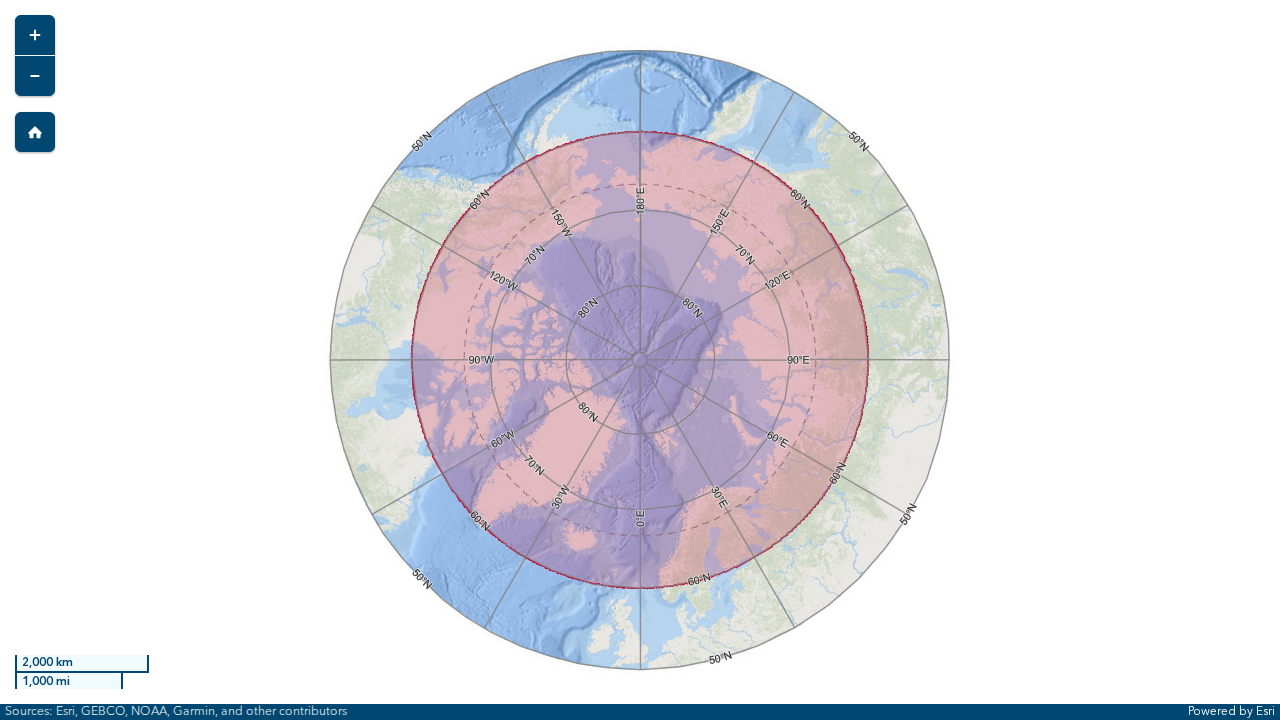 +
−
50°N
50°N
60°N
60°N
180°E
150°W
150°E
70°N
70°N
120°W
120°E
80°N
80°N
90°W
90°E
80°N
60°W
60°E
70°N
60°N
30°W
30°E
50°N
60°N
0°E
50°N
60°N
50°N
2,000 km
1,000 mi
Sources: Esri, GEBCO, NOAA, Garmin, and other contributors
Powered by Esri